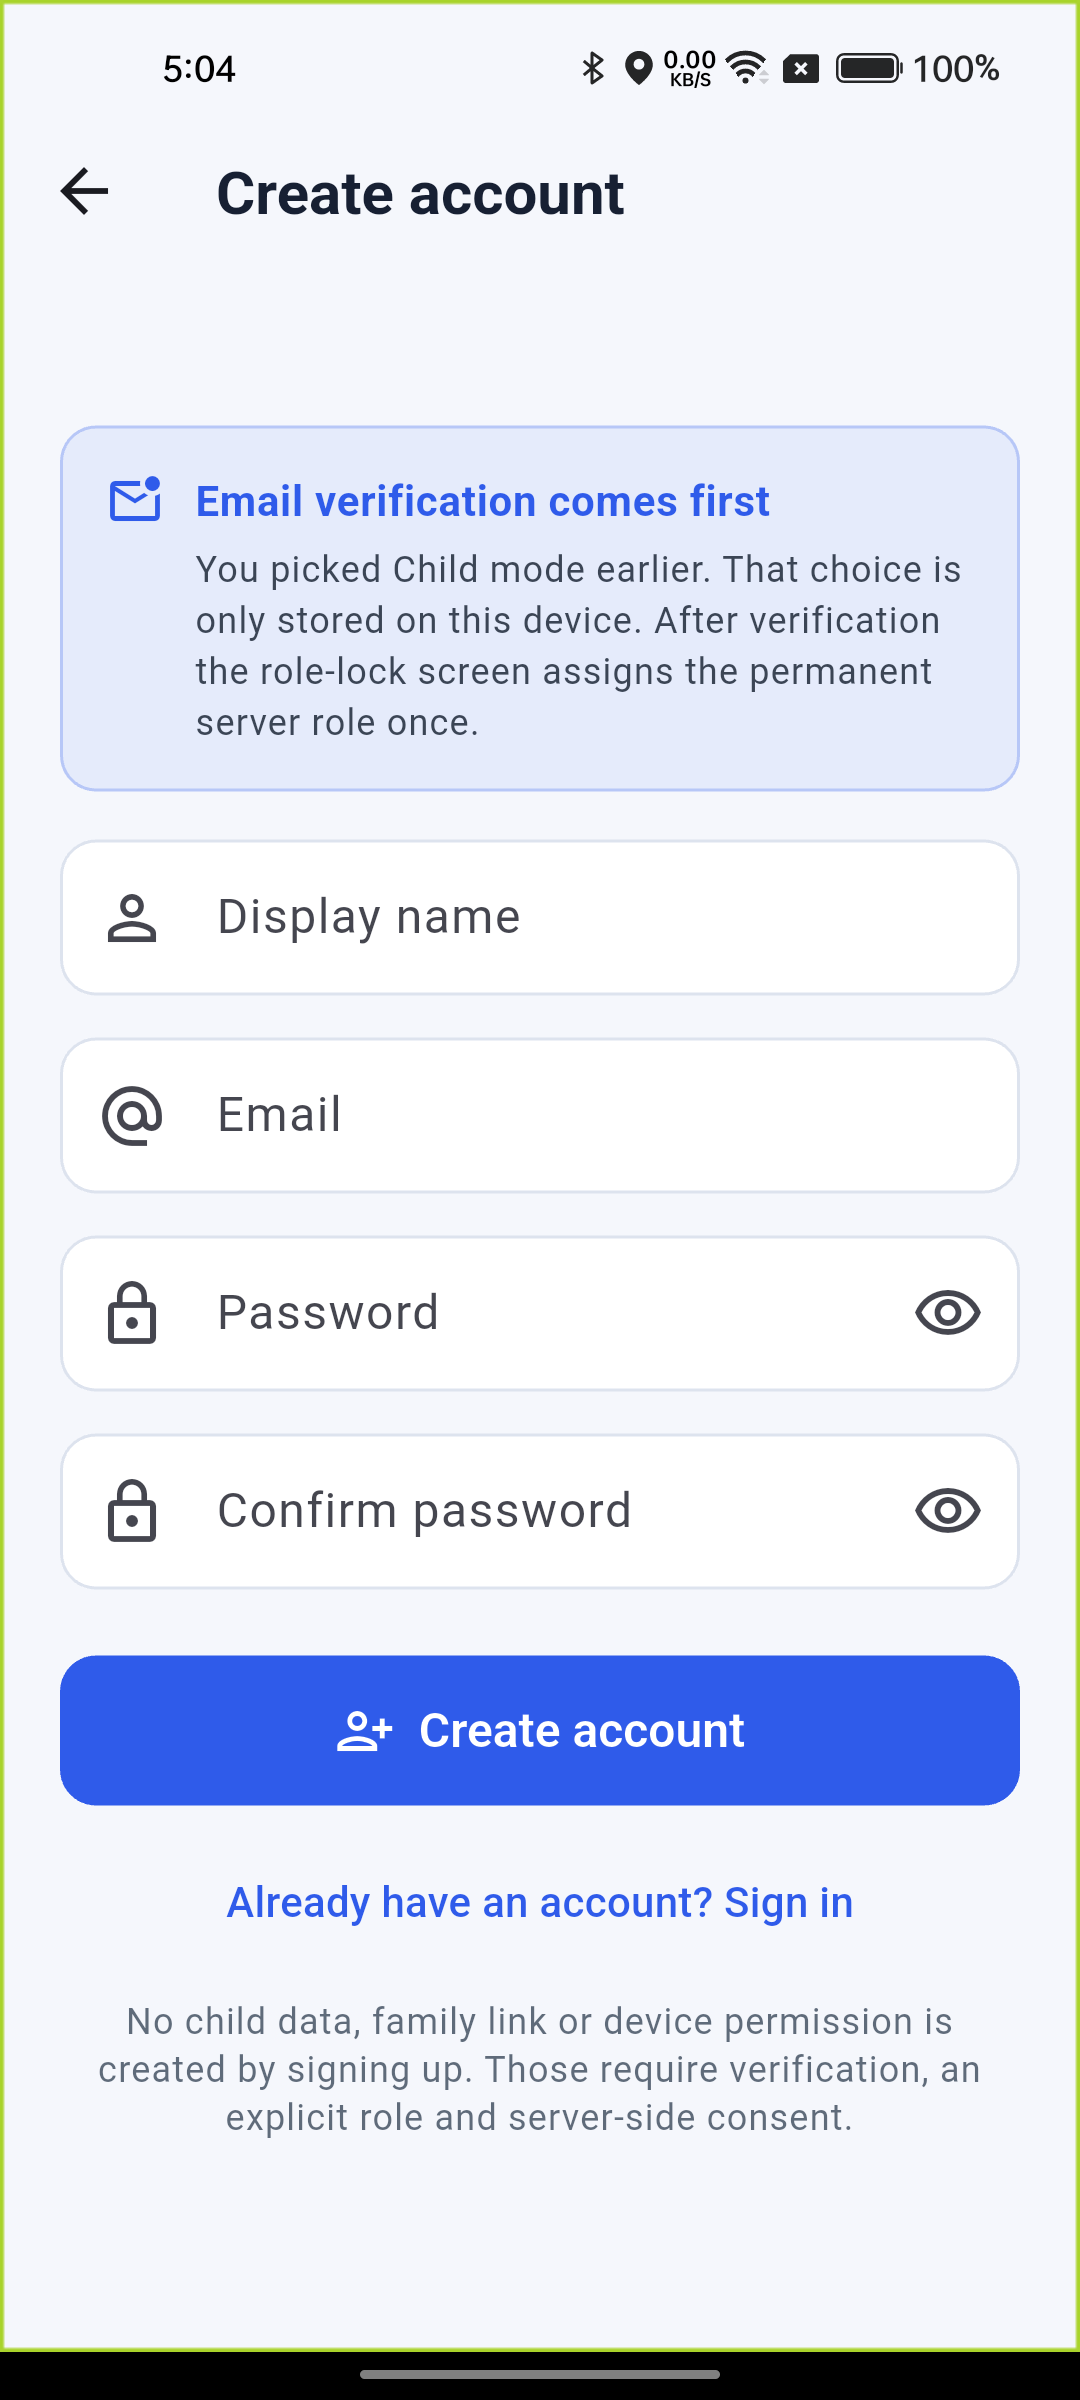 5:04
0.00
KB/S
100%
Create account
Email verification comes first
You picked Child mode earlier. That choice is
only stored on this device. After verification
the role-lock screen assigns the permanent
server role once.
Display name
Email
Password
Confirm password
Create account
Already have an account? Sign in
No child data, family link or device permission is
created by signing up. Those require verification, an
explicit role and server-side consent.